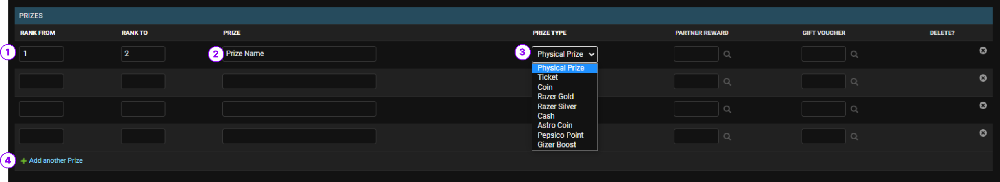 PRIZES
RANK FROM RANK TO PRIZE PRIZE TYPE PARTNER REWARD GIFT VOUCHER DELETE?
1 1 2 2 Prize Name 3 Physical Prize
Physical Prize
Ticket
Coin
Razer Gold
Razer Silver
Cash
Astro Coin
Pepsico Point
Gizer Boost
4 Add another Prize